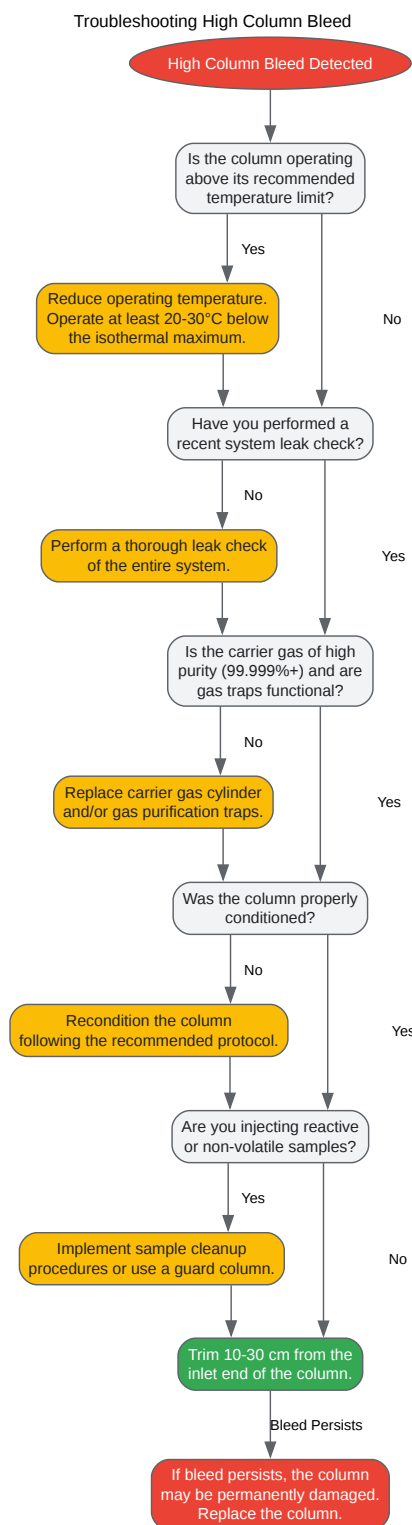 Troubleshooting High Column Bleed
High Column Bleed Detected
Is the column operating
above its recommended
temperature limit?
Yes
Reduce operating temperature.
Operate at least 20-30°C below
the isothermal maximum.
No
Have you performed a
recent system leak check?
No
Perform a thorough leak check
of the entire system.
Yes
Is the carrier gas of high
purity (99.999%+) and are
gas traps functional?
No
Replace carrier gas cylinder
and/or gas purification traps.
Yes
Was the column properly
conditioned?
No
Recondition the column
following the recommended protocol.
Yes
Are you injecting reactive
or non-volatile samples?
Yes
Implement sample cleanup
procedures or use a guard column.
No
Trim 10-30 cm from the
inlet end of the column.
Bleed Persists
If bleed persists, the column
may be permanently damaged.
Replace the column.